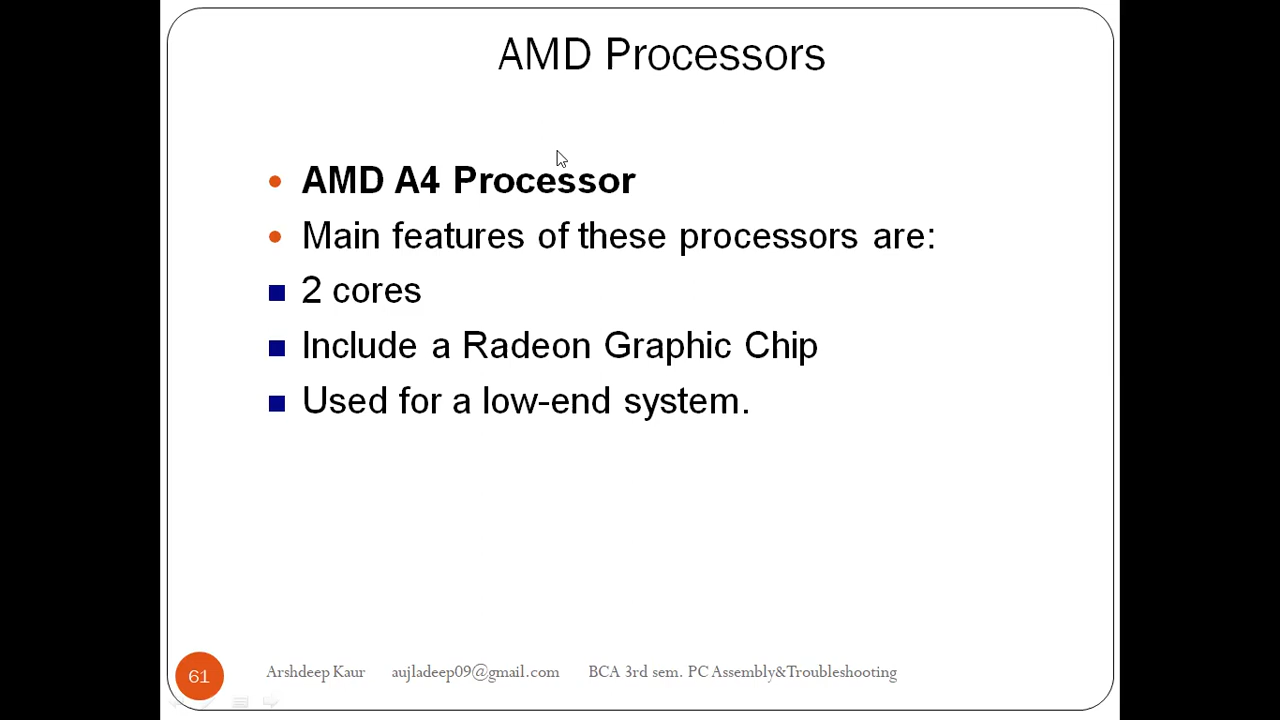 AMD Processors
AMD A4 Processor
Main features of these processors are:
2 cores
Include a Radeon Graphic Chip
Used for a low-end system.
61 Arshdeep Kaur aujladeep09@gmail.com BCA 3rd sem. PC Assembly&Troubleshooting